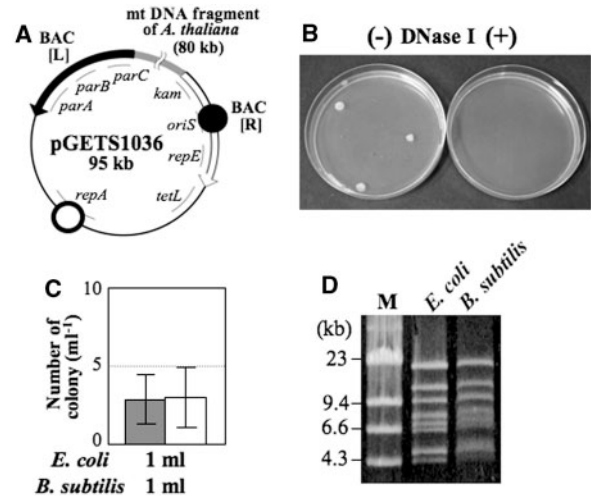 A
mt DNA fragment
of A. thaliana
(80 kb)
BAC
[L]
parC
parB
parA
kam
BAC
[R]
oriS
pGETS1036
95 kb
repE
repA
tetL
B
(-) DNase I (+)
C
Number of
colony (ml-1)
10
5
0
E. coli 1 ml
B. subtilis 1 ml
D
M
E. coli
B. subtilis
(kb)
23
9.4
6.6
4.3